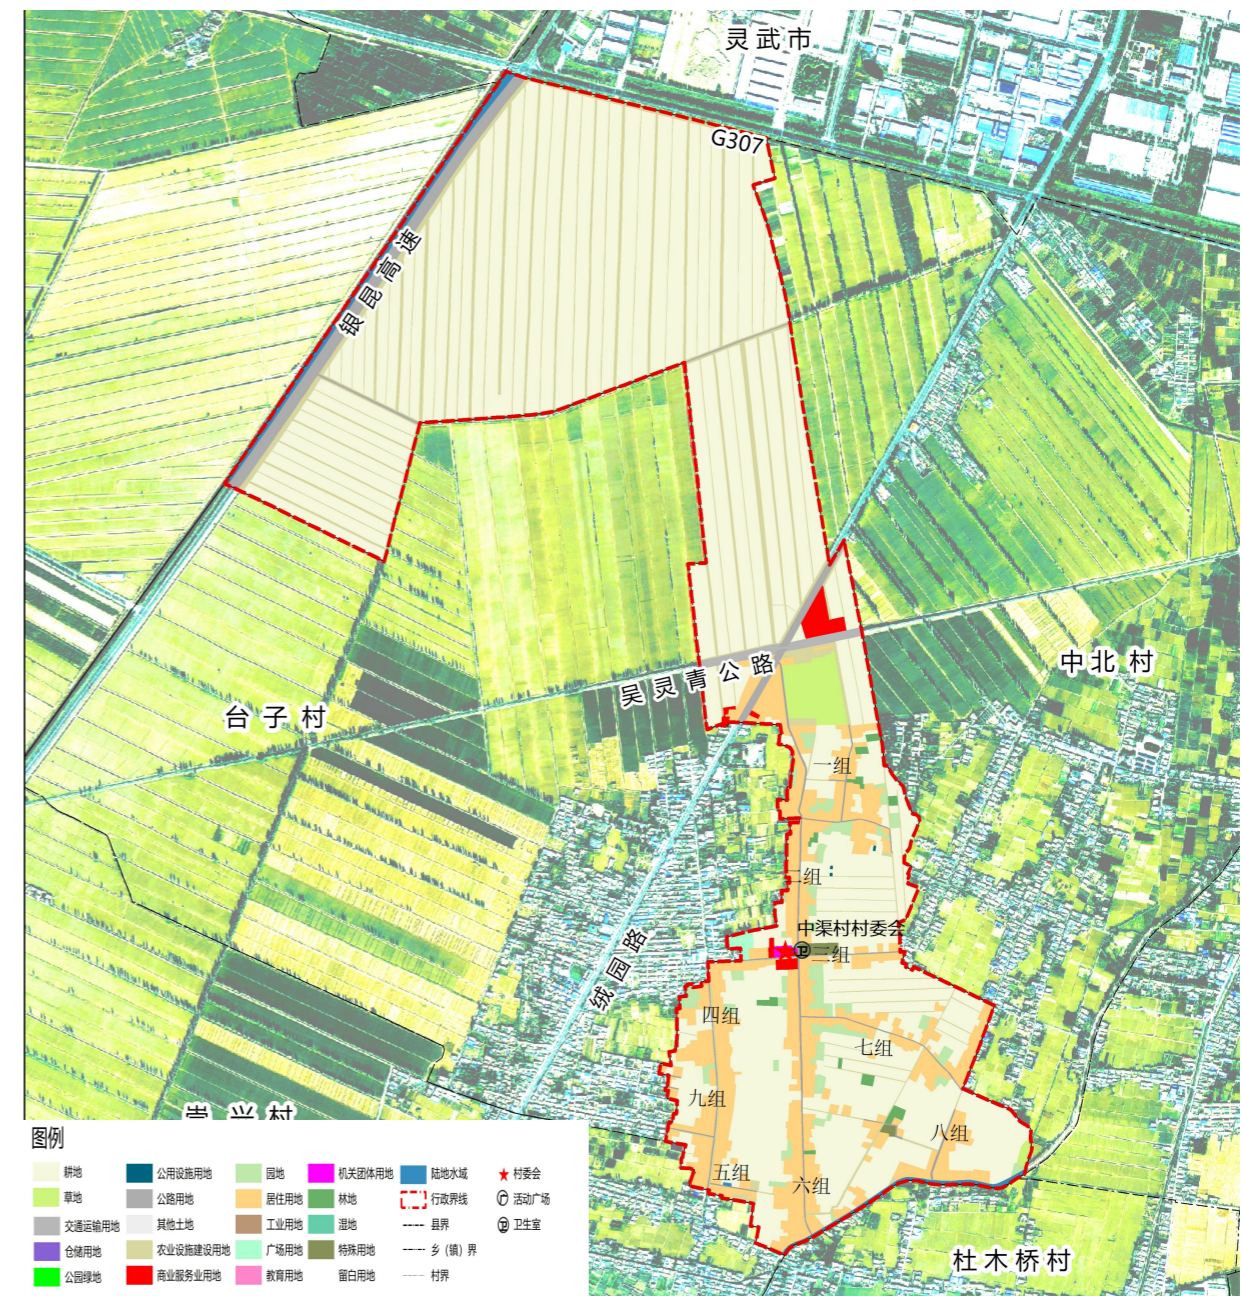 灵武市
G307
银昆高速
中北村
吴灵青公路
台子村
一组
二组
中渠村村委会
卫
三组
绒园路
四组
七组
九组
八组
崇兴村
五组
六组
杜木桥村
图例
耕地
公用设施用地
园地
机关团体用地
陆地水域
村委会
草地
公路用地
居住用地
林地
行政界线
广
活动广场
交通运输用地
其他土地
工业用地
湿地
县界
卫
卫生室
仓储用地
农业设施建设用地
广场用地
特殊用地
乡（镇）界
公园绿地
商业服务业用地
教育用地
留白用地
村界